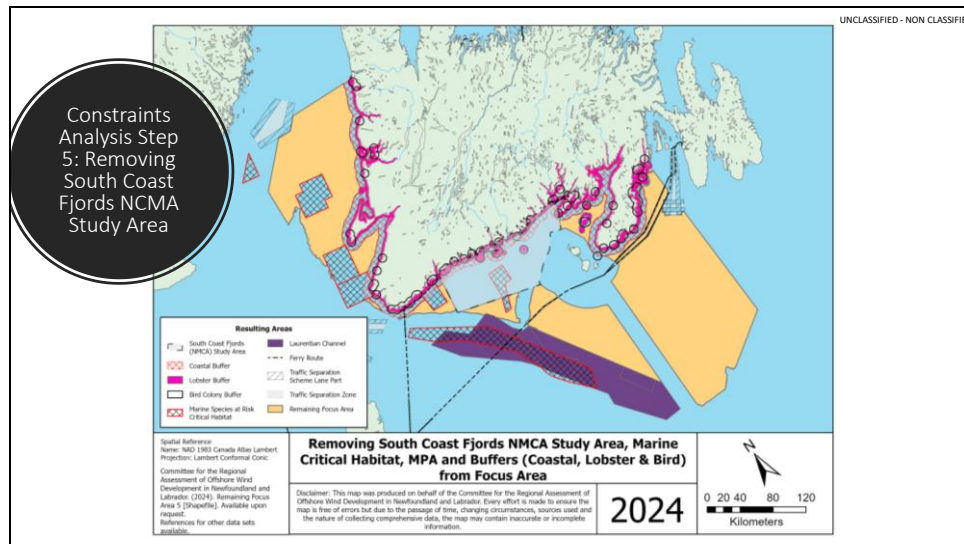 UNCLASSIFIED - NON CLASSIFIÉ
Constraints
Analysis Step
5: Removing
South Coast
Fjords NCMA
Study Area
Resulting Areas
South Coast Fjords
(NMCA) Study Area
Coastal Buffer
Lobster Buffer
Bird Colony Buffer
Marine Species at Risk
Critical Habitat
Laurentian Channel
Ferry Route
Traffic Separation
Scheme Lane Part
Traffic Separation Zone
Remaining Focus Area
Spatial Reference
Name: NAD 1983 Canada Atlas Lambert
Projection: Lambert Conformal Conic
Committee for the Regional
Assessment of Offshore Wind
Development in Newfoundland and
Labrador. (2024). Remaining Focus
Area 5 [Shapefile]. Available upon
request.
References for other data sets
available.
Removing South Coast Fjords NMCA Study Area, Marine
Critical Habitat, MPA and Buffers (Coastal, Lobster & Bird)
from Focus Area
Disclaimer: This map was produced on behalf of the Committee for the Regional Assessment of
Offshore Wind Development in Newfoundland and Labrador. Every effort is made to ensure the
map is free of errors but due to the passage of time, changing circumstances, sources used and
the nature of collecting comprehensive data, the map may contain inaccurate or incomplete
information.
2024
N
0 20 40 80 120
Kilometers